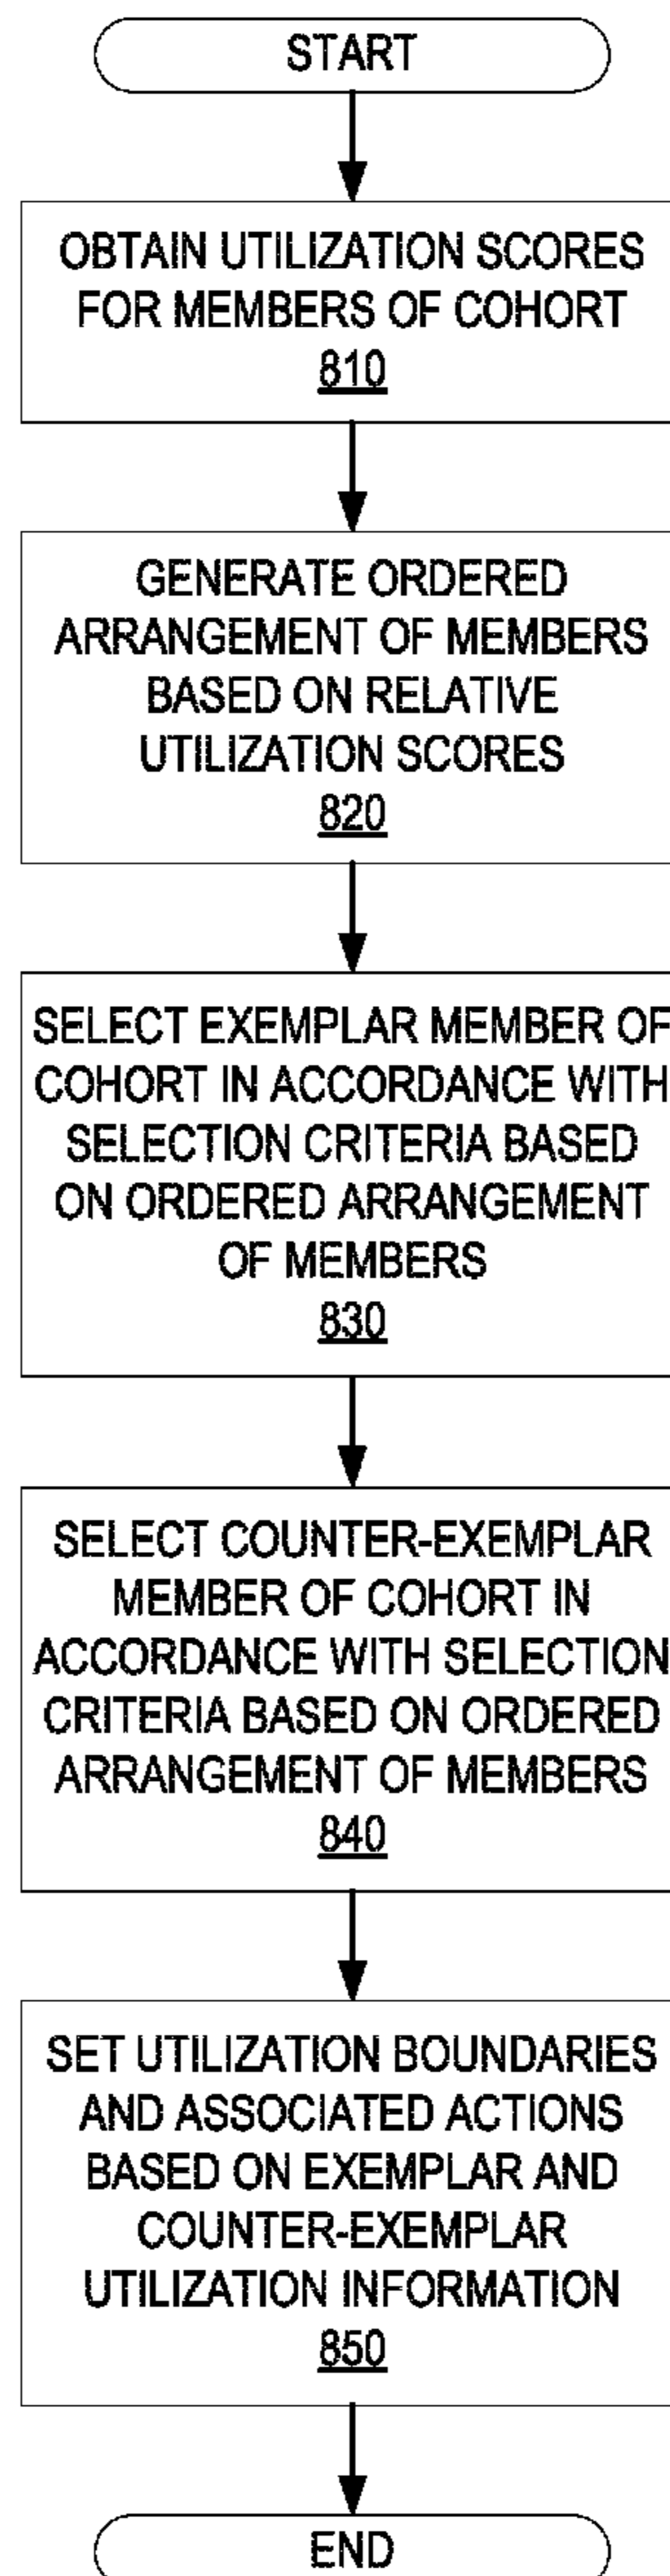 START
OBTAIN UTILIZATION SCORES
FOR MEMBERS OF COHORT
810
GENERATE ORDERED
ARRANGEMENT OF MEMBERS
BASED ON RELATIVE
UTILIZATION SCORES
820
SELECT EXEMPLAR MEMBER OF
COHORT IN ACCORDANCE WITH
SELECTION CRITERIA BASED
ON ORDERED ARRANGEMENT
OF MEMBERS
830
SELECT COUNTER-EXEMPLAR
MEMBER OF COHORT IN
ACCORDANCE WITH SELECTION
CRITERIA BASED ON ORDERED
ARRANGEMENT OF MEMBERS
840
SET UTILIZATION BOUNDARIES
AND ASSOCIATED ACTIONS
BASED ON EXEMPLAR AND
COUNTER-EXEMPLAR
UTILIZATION INFORMATION
850
END